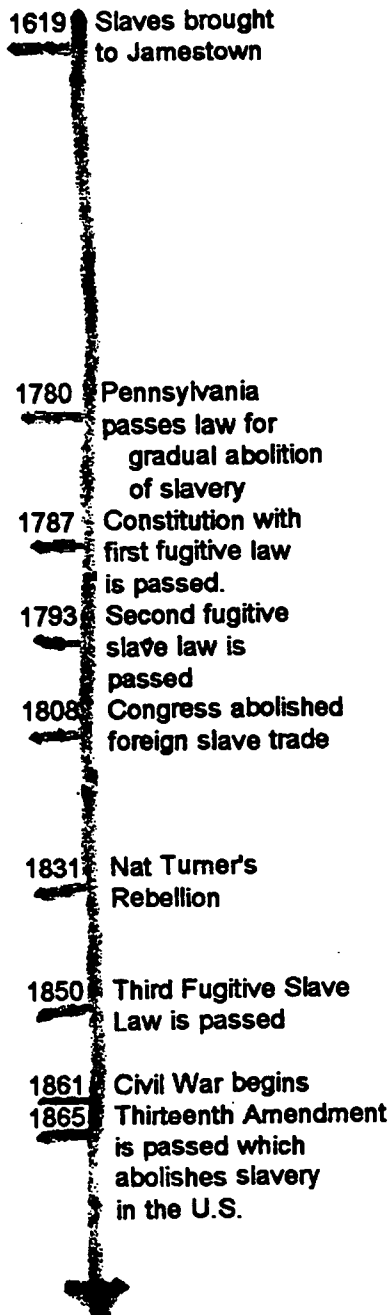 1619 Slaves brought
to Jamestown
1780 Pennsylvania
passes law for
gradual abolition
of slavery
1787 Constitution with
first fugitive law
is passed.
1793 Second fugitive
slave law is
passed
1808 Congress abolished
foreign slave trade
1831 Nat Turner's
Rebellion
1850 Third Fugitive Slave
Law is passed
1861 Civil War begins
1865 Thirteenth Amendment
is passed which
abolishes slavery
in the U.S.